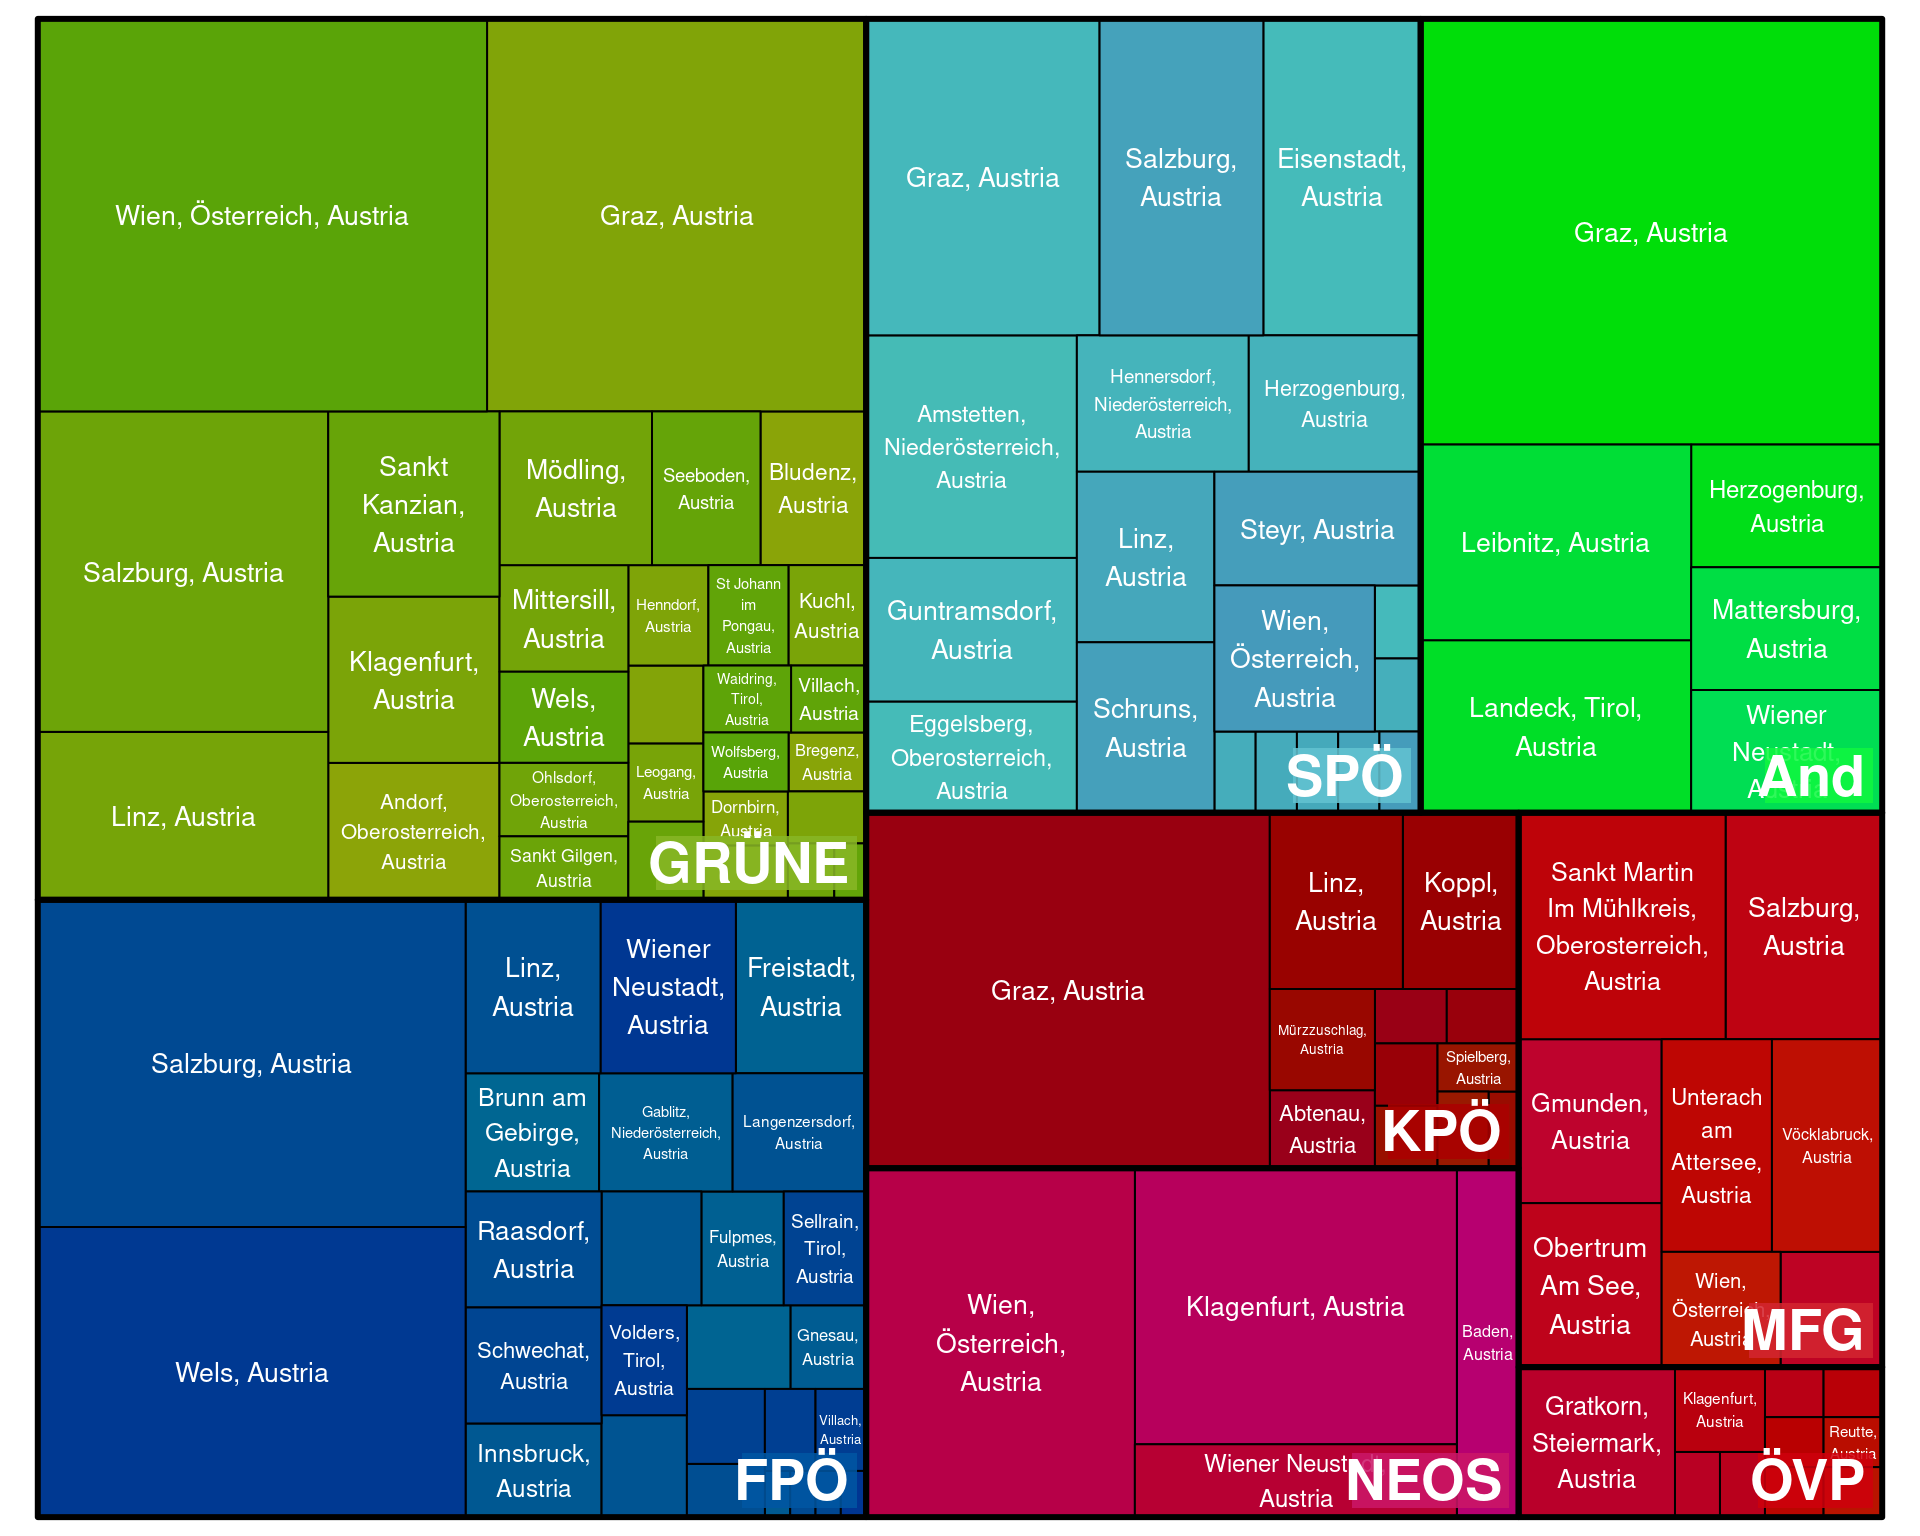 Wien, Österreich, Austria
Graz, Austria
Salzburg, Austria
Sankt
Kanzian,
Austria
Mödling,
Austria
Seeboden,
Austria
Bludenz,
Austria
Klagenfurt,
Austria
Mittersill,
Austria
Henndorf,
Austria
St Johann
im
Pongau,
Austria
Kuchl,
Austria
Wels,
Austria
Waidring,
Tirol,
Austria
Villach,
Austria
Linz, Austria
Andorf,
Oberosterreich,
Austria
Ohlsdorf,
Oberosterreich,
Austria
Leogang,
Austria
Wolfsberg,
Austria
Bregenz,
Austria
Dornbirn,
Austria
Sankt Gilgen,
Austria
GRÜNE
Graz, Austria
Salzburg,
Austria
Eisenstadt,
Austria
Amstetten,
Niederösterreich,
Austria
Hennersdorf,
Niederösterreich,
Austria
Herzogenburg,
Austria
Linz,
Austria
Steyr, Austria
Guntramsdorf,
Austria
Wien,
Österreich,
Austria
Schruns,
Austria
Eggelsberg,
Oberosterreich,
Austria
SPÖ
Graz, Austria
Leibnitz, Austria
Herzogenburg,
Austria
Mattersburg,
Austria
Landeck, Tirol,
Austria
Wiener
Neustadt,
Austria
And
Salzburg, Austria
Linz,
Austria
Wiener
Neustadt,
Austria
Freistadt,
Austria
Brunn am
Gebirge,
Austria
Gablitz,
Niederösterreich,
Austria
Langenzersdorf,
Austria
Wels, Austria
Raasdorf,
Austria
Fulpmes,
Austria
Sellrain,
Tirol,
Austria
Schwechat,
Austria
Volders,
Tirol,
Austria
Gnesau,
Austria
Innsbruck,
Austria
Villach,
Austria
FPÖ
Graz, Austria
Linz,
Austria
Koppl,
Austria
Mürzzuschlag,
Austria
Spielberg,
Austria
Abtenau,
Austria
KPÖ
Sankt Martin
Im Mühlkreis,
Oberosterreich,
Austria
Salzburg,
Austria
Gmunden,
Austria
Unterach
am
Attersee,
Austria
Vöcklabruck,
Austria
Obertrum
Am See,
Austria
Wien,
Österreich,
Austria
MFG
Wien,
Österreich,
Austria
Klagenfurt, Austria
Baden,
Austria
Wiener Neustadt,
Austria
NEOS
Gratkorn,
Steiermark,
Austria
Klagenfurt,
Austria
Reutte,
Austria
ÖVP